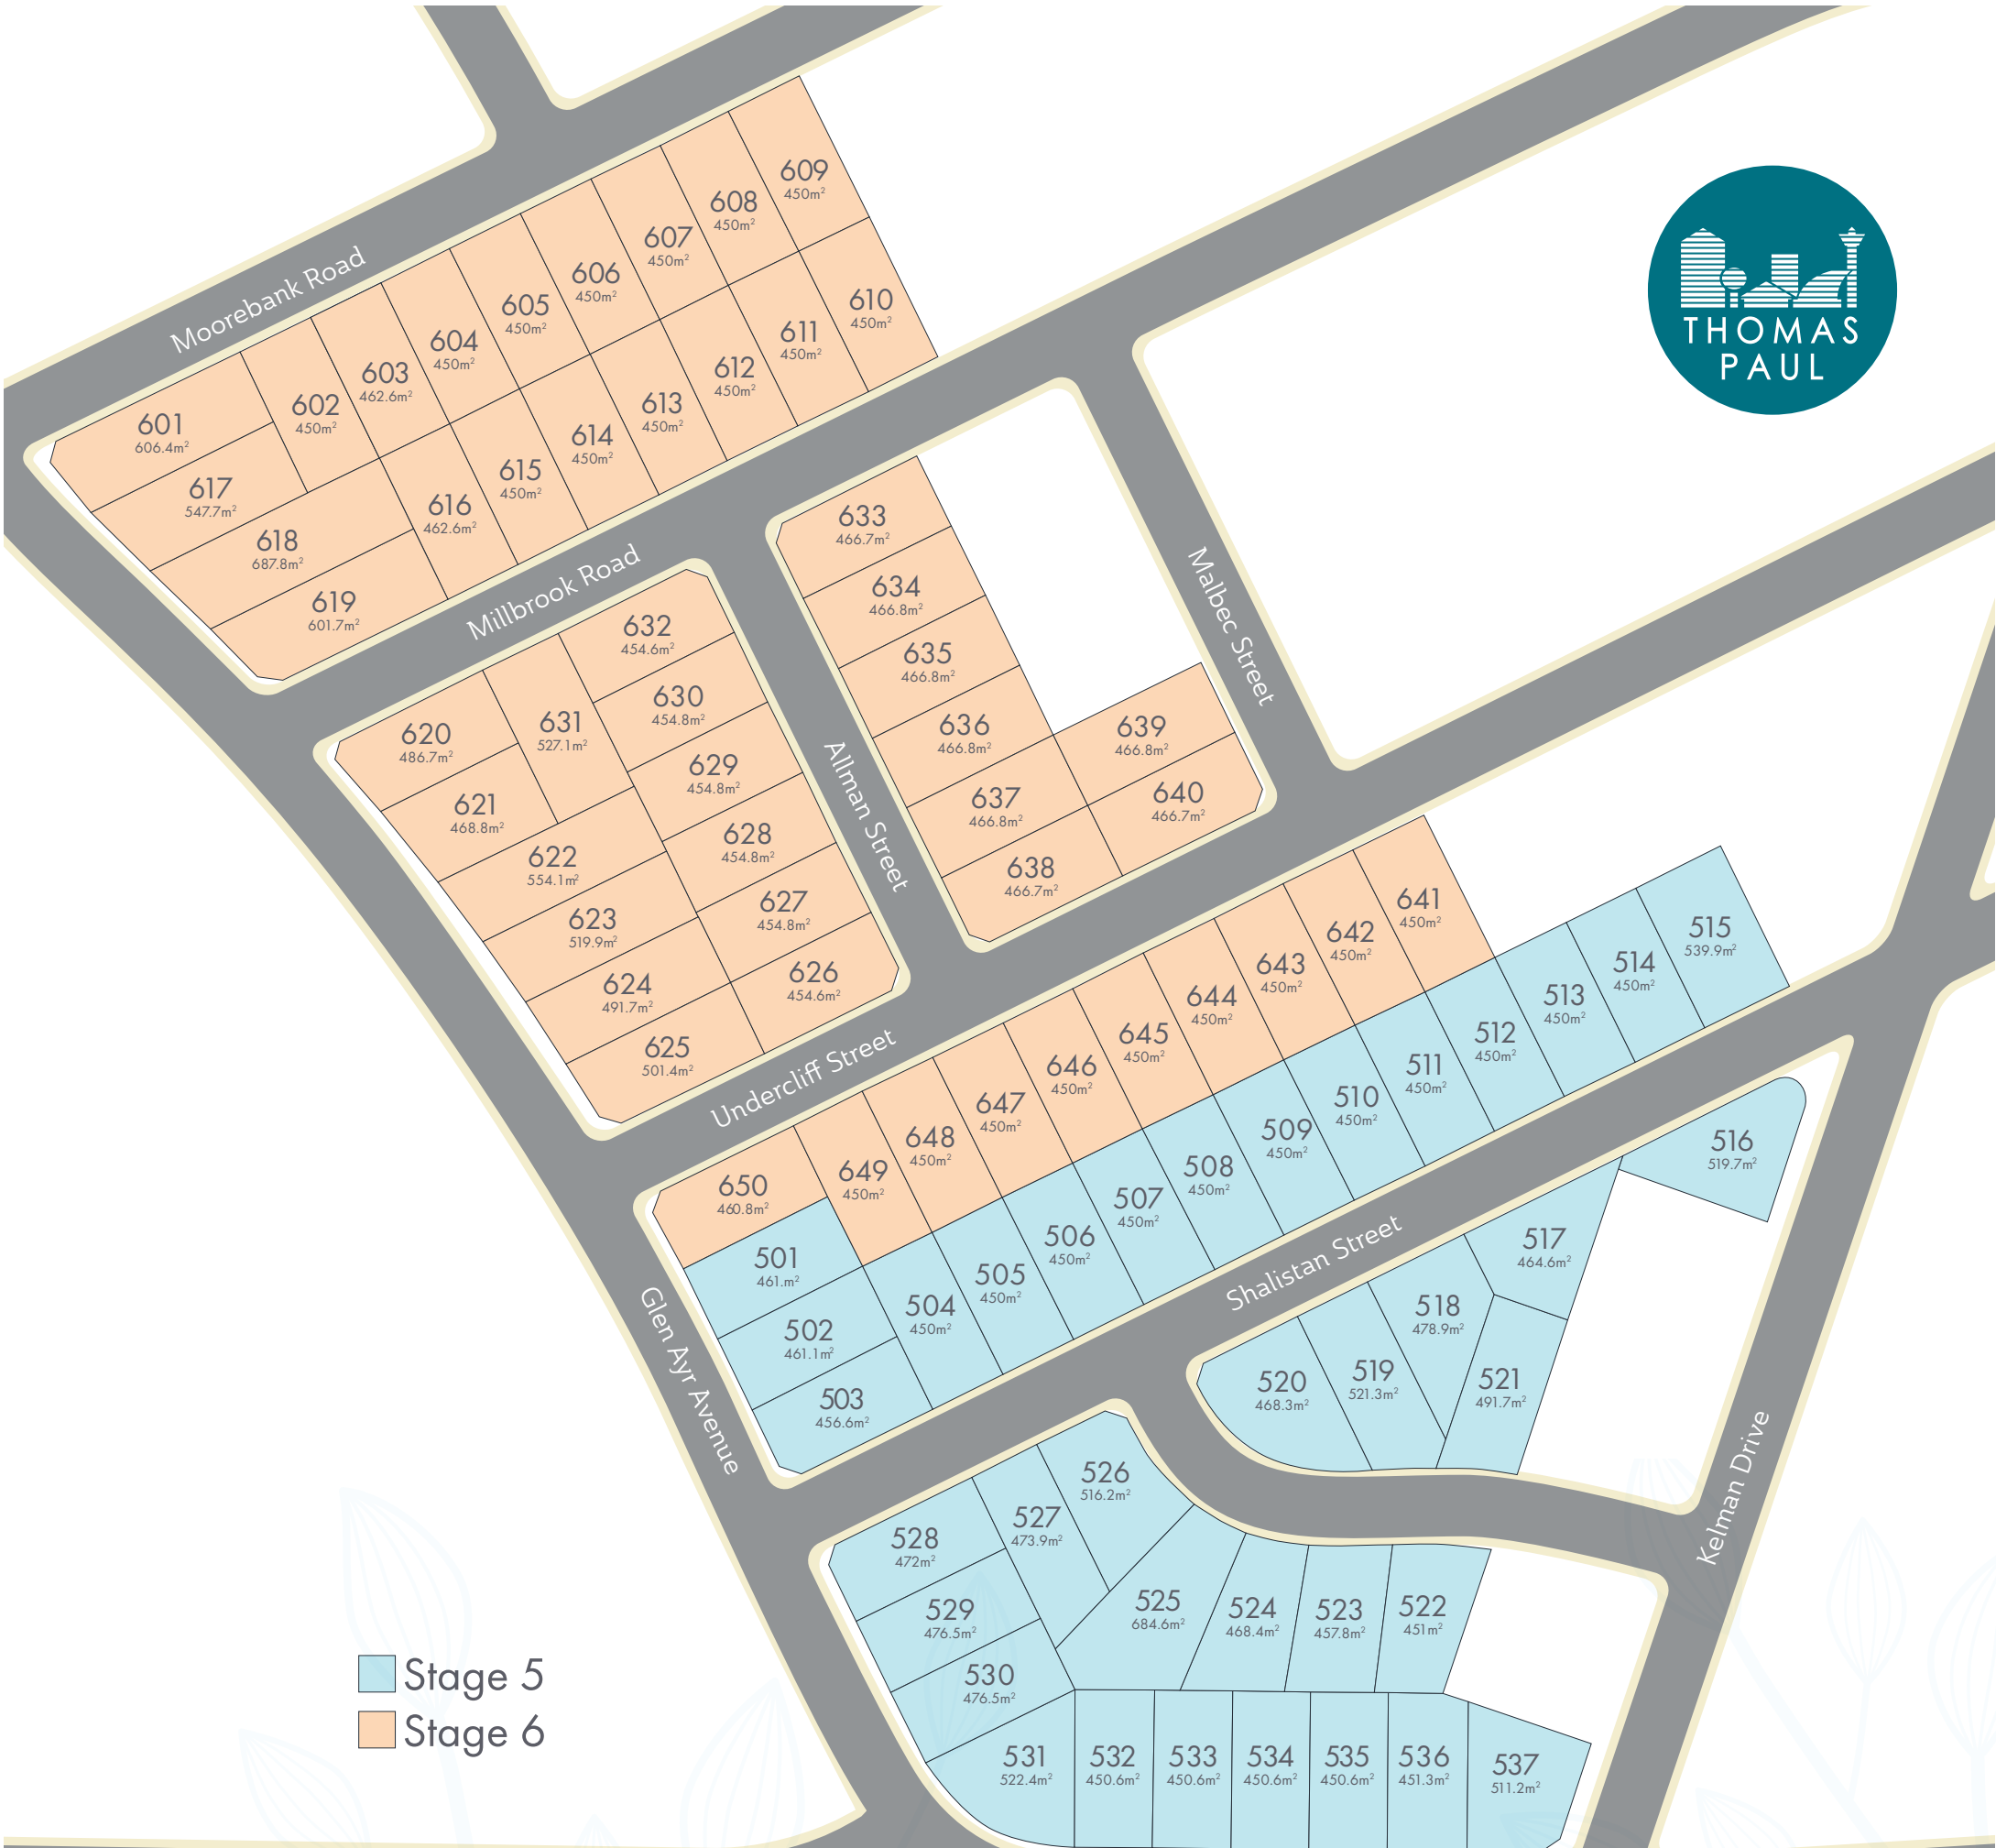 Moorebank Road
601
606.4m²
602
450m²
603
462.6m²
604
450m²
605
450m²
606
450m²
607
450m²
608
450m²
609
450m²
610
450m²
611
450m²
612
450m²
613
450m²
614
450m²
615
450m²
616
462.6m²
617
547.7m²
618
687.8m²
619
601.7m²
THOMAS
PAUL
Millbrook Road
620
486.7m²
621
468.8m²
622
554.1m²
623
519.9m²
624
491.7m²
625
501.4m²
626
454.6m²
627
454.8m²
628
454.8m²
629
454.8m²
630
454.8m²
631
527.1m²
632
454.6m²
Allman Street
633
466.7m²
634
466.8m²
635
466.8m²
636
466.8m²
637
466.8m²
638
466.7m²
639
466.8m²
640
466.7m²
Malbec Street
Undercliff Street
641
450m²
642
450m²
643
450m²
644
450m²
645
450m²
646
450m²
647
450m²
648
450m²
649
450m²
650
460.8m²
501
461.m²
502
461.1m²
503
456.6m²
504
450m²
505
450m²
506
450m²
507
450m²
508
450m²
509
450m²
510
450m²
511
450m²
512
450m²
513
450m²
514
450m²
515
539.9m²
Glen Ayr Avenue
Shalistan Street
516
519.7m²
517
464.6m²
518
478.9m²
519
521.3m²
520
468.3m²
521
491.7m²
Kelman Drive
522
451m²
523
457.8m²
524
468.4m²
525
684.6m²
526
516.2m²
527
473.9m²
528
472m²
529
476.5m²
530
476.5m²
531
522.4m²
532
450.6m²
533
450.6m²
534
450.6m²
535
450.6m²
536
451.3m²
537
511.2m²
Stage 5
Stage 6